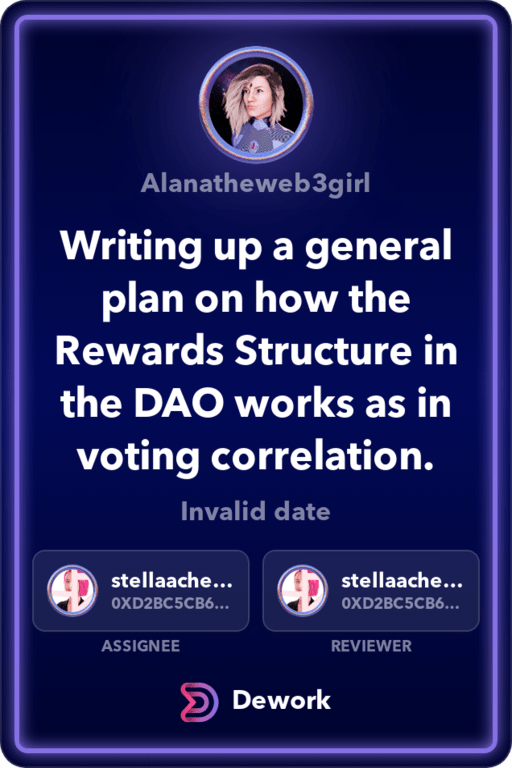 Alanatheweb3girl
Writing up a general
plan on how the
Rewards Structure in
the DAO works as in
voting correlation.
Invalid date
stellaache...
0XD2BC5CB6...
ASSIGNEE
stellaache...
0XD2BC5CB6...
REVIEWER
Dework